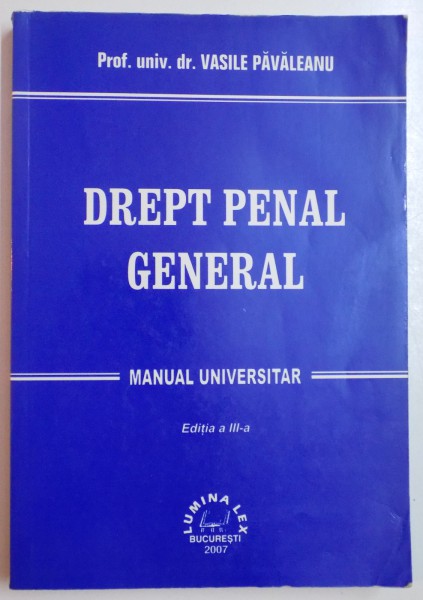 Prof. univ. dr. VASILE PĂVĂLEANU
DREPT PENAL
GENERAL
MANUAL UNIVERSITAR
Ediția a III-a
LUMINA LEX
BUCUREȘTI
2007